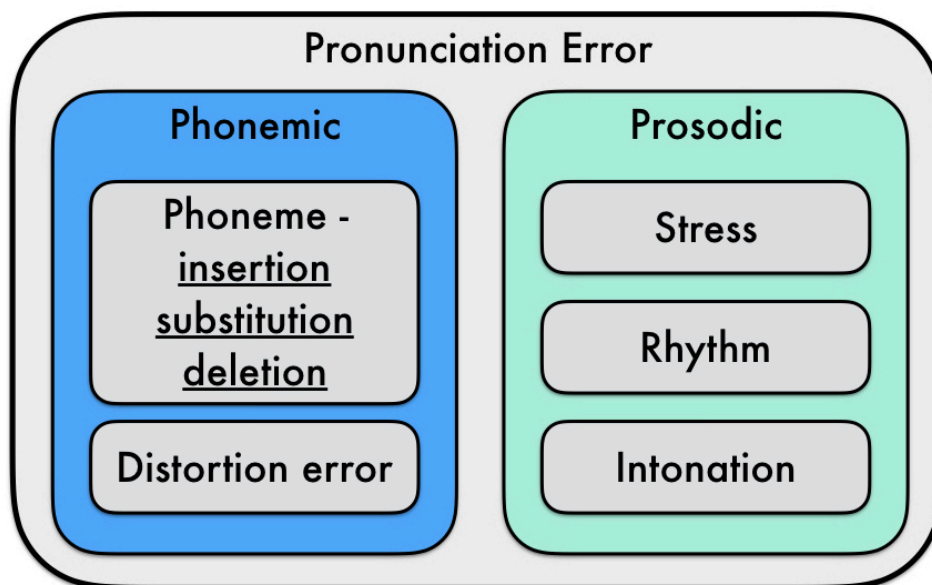 Pronunciation Error
Phonemic
Phoneme -
insertion
substitution
deletion
Distortion error
Prosodic
Stress
Rhythm
Intonation